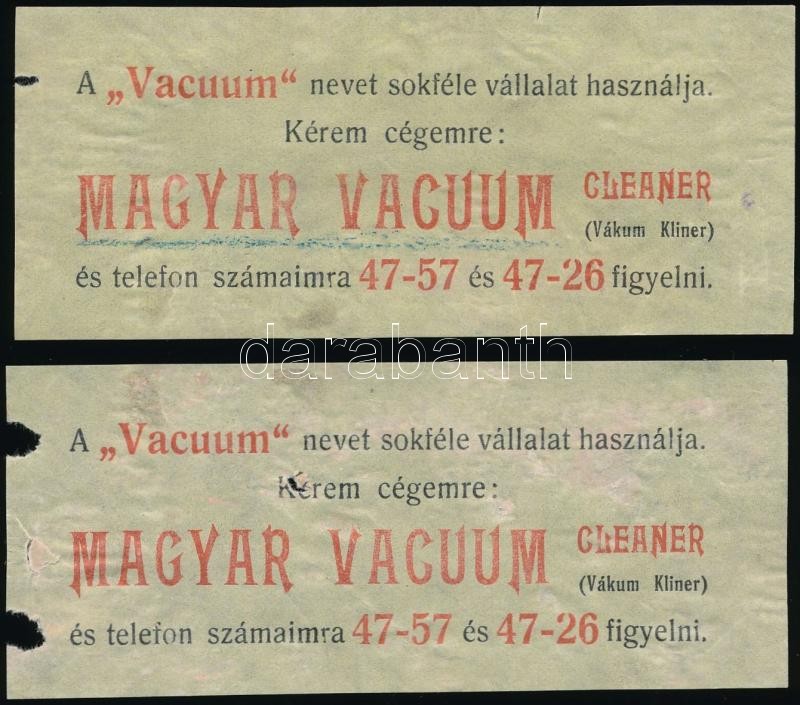 A „Vacuum“ nevet sokféle vállalat használja.
Kérem cégemre:
MAGYAR VACUUM CLEANER
(Vákum Kliner)
és telefon számaimra 47-57 és 47-26 figyelni.
darabanth
A „Vacuum“ nevet sokféle vállalat használja.
Kérem cégemre:
MAGYAR VACUUM CLEANER
(Vákum Kliner)
és telefon számaimra 47-57 és 47-26 figyelni.